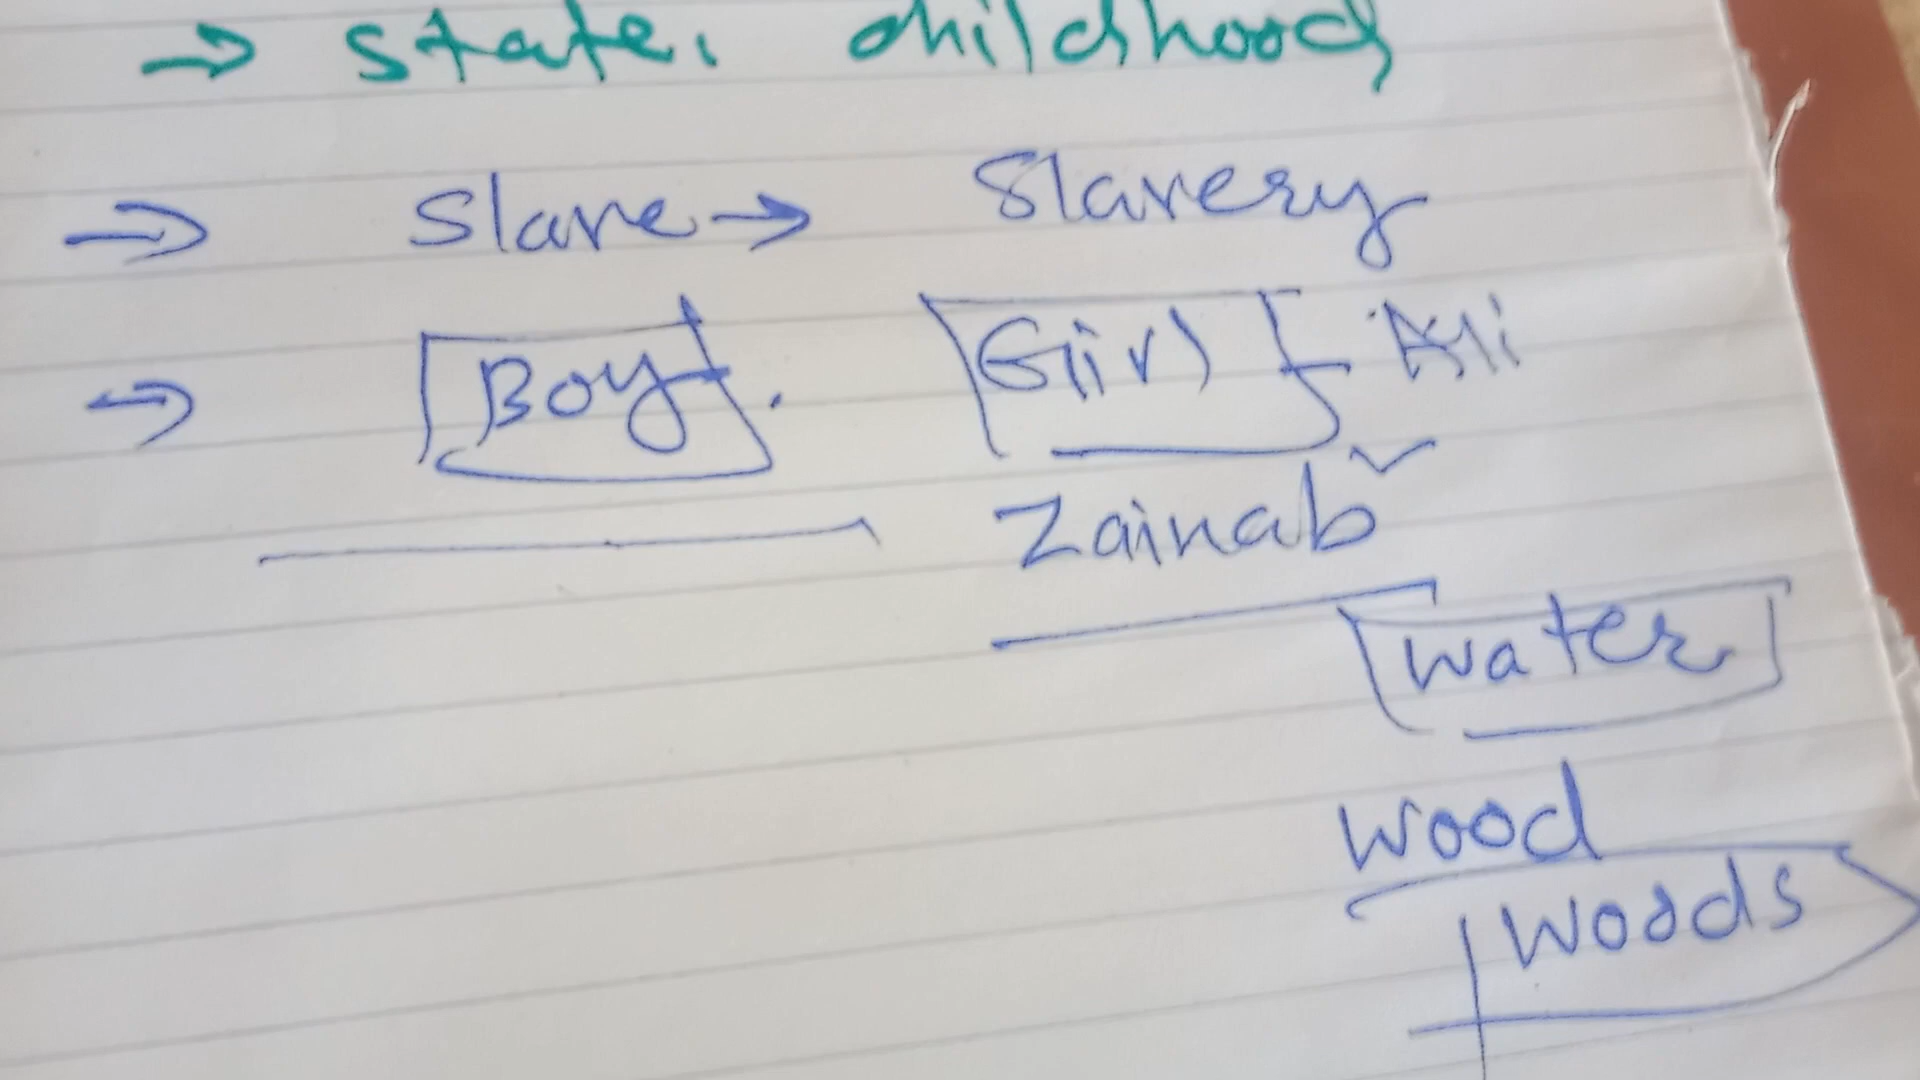 ⇒ State. childhood
⇒ Slave → Slavery
⇒ Boy. Girl Ali
Zainab ✓
water
wood
woods